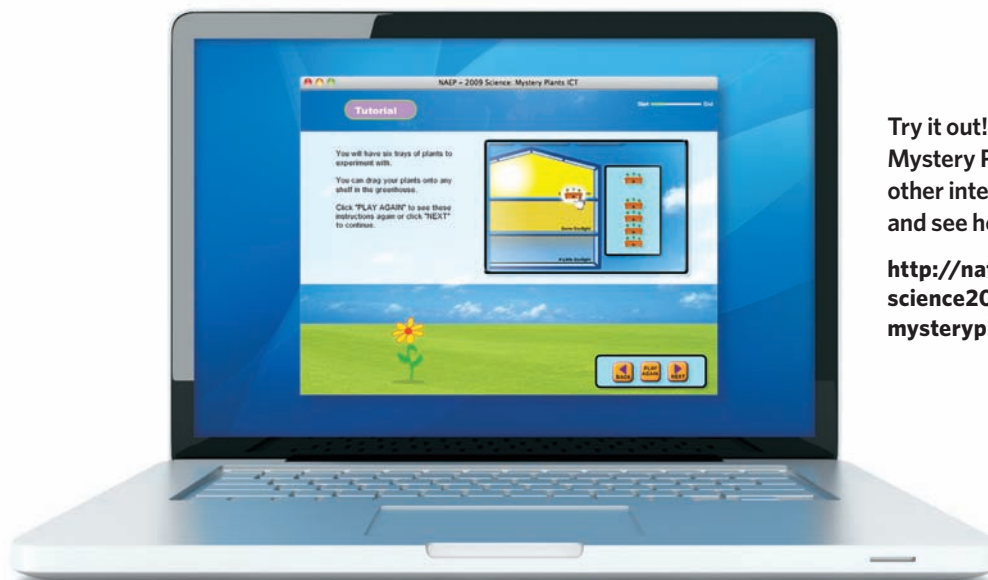 NAEP – 2009 Science: Mystery Plants ICT
Tutorial
Start
End
You will have six trays of plants to
experiment with.
You can drag your plants onto any
shelf in the greenhouse.
Click "PLAY AGAIN" to see these
instructions again or click "NEXT"
to continue.
Some Sunlight
A Little Sunlight
BACK
PLAY
AGAIN
NEXT
Try it out!
Mystery P
other inte
and see ho
http://nat
science20
mysteryp